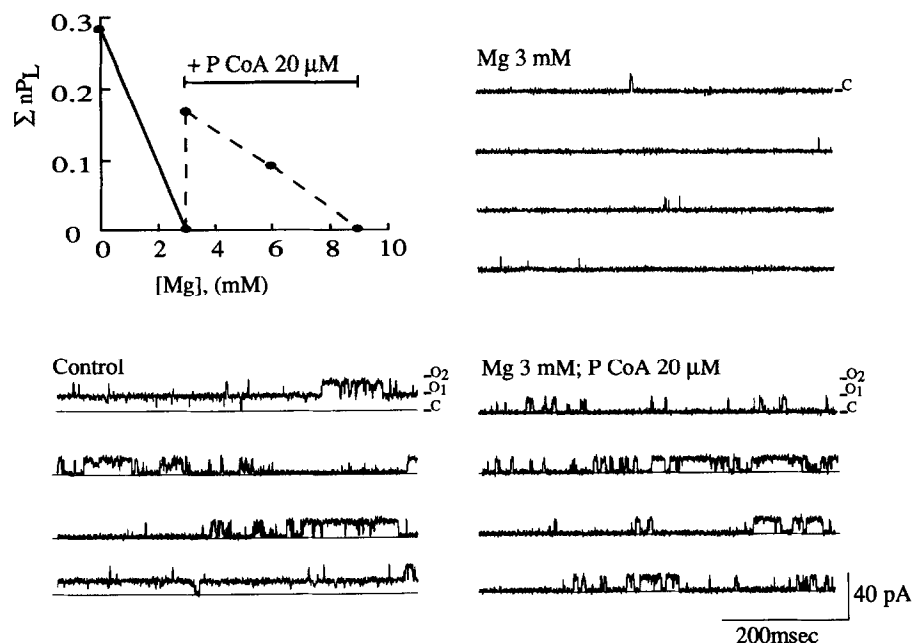 0.3
0.2
0.1
0
Σ nPL
+ P CoA 20 μM
0 2 4 6 8 10
[Mg], (mM)
Mg 3 mM
C
Control
O2
O1
C
Mg 3 mM; P CoA 20 μM
O2
O1
C
40 pA
200msec